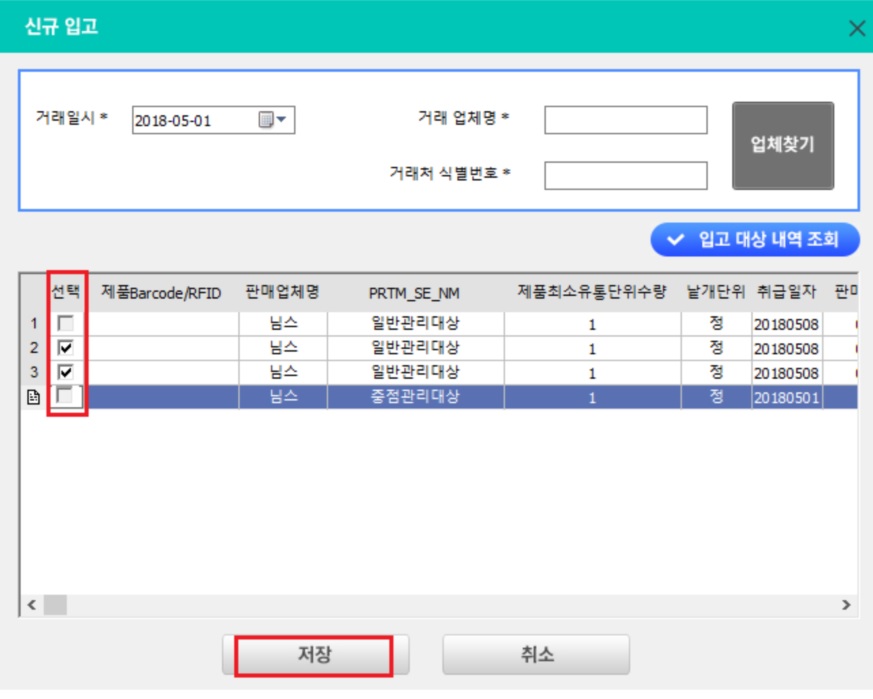 신규 입고
거래일시 * 2018-05-01 거래 업체명 * 업체찾기
거래처 식별번호 *
입고 대상 내역 조회
선택 제품Barcode/RFID 판매업체명 PRTM_SE_NM 제품최소유통단위수량 낱개단위 취급일자 판매
1 님스 일반관리대상 1 정 20180508
2 님스 일반관리대상 1 정 20180508
3 님스 일반관리대상 1 정 20180508
님스 중점관리대상 1 정 20180501
저장 취소